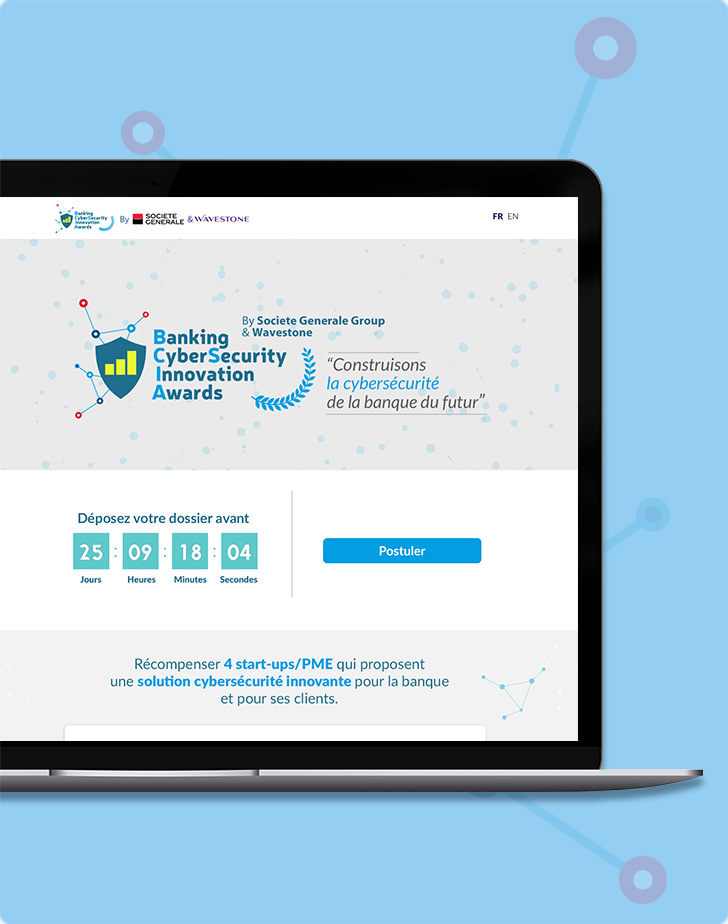 Banking
CyberSecurity
Innovation
Awards
By SOCIETE GENERALE & WAVESTONE
FR EN
By Societe Generale Group
& Wavestone
Banking
CyberSecurity
Innovation
Awards
“Construisons
la cybersécurité
de la banque du futur”
Déposez votre dossier avant
25 : 09 : 18 : 04
Jours Heures Minutes Secondes
Postuler
Récompenser 4 start-ups/PME qui proposent
une solution cybersécurité innovante pour la banque
et pour ses clients.